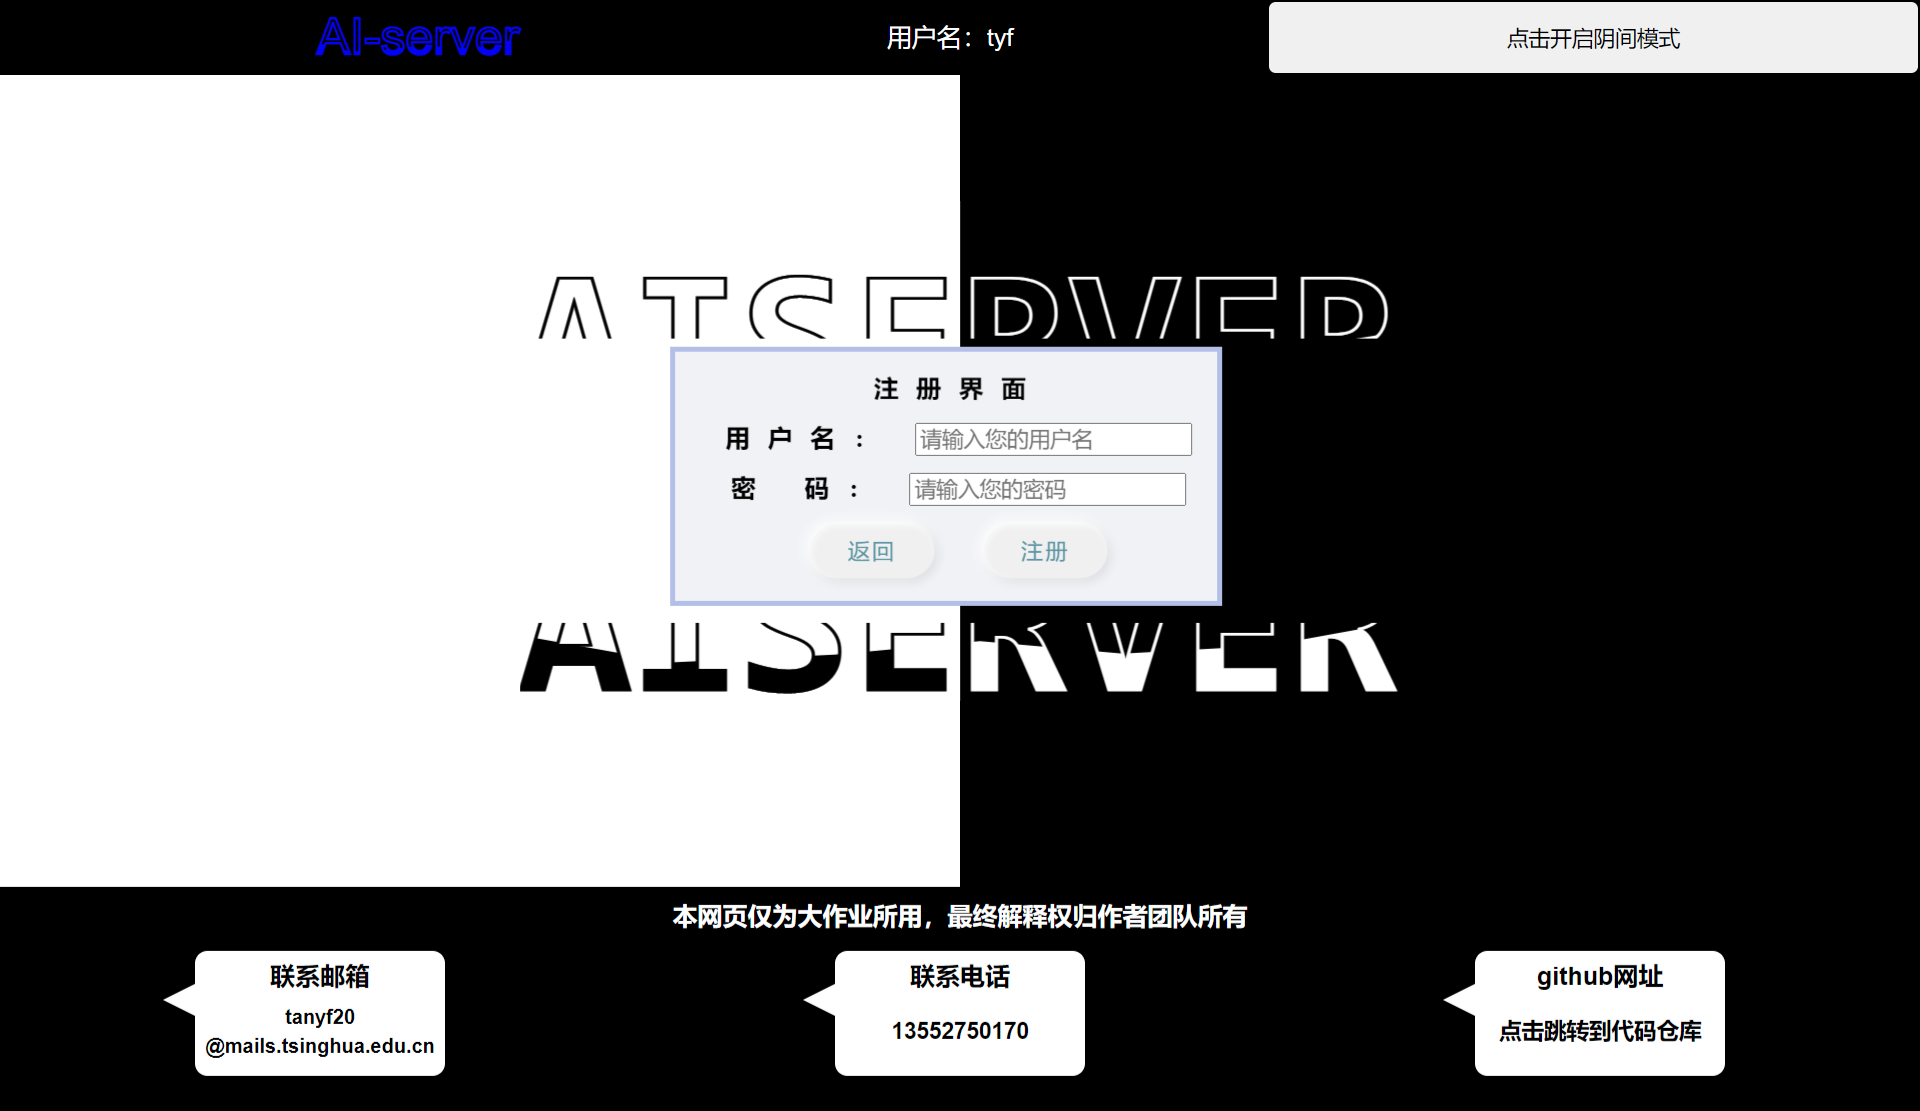 AI-server
用户名：tyf
点击开启阴间模式
AISERVER
注册界面
用户名：
请输入您的用户名
密 码：
请输入您的密码
返回
注册
AISERVER
本网页仅为大作业所用，最终解释权归作者团队所有
联系邮箱
tanyf20
@mails.tsinghua.edu.cn
联系电话
13552750170
github网址
点击跳转到代码仓库